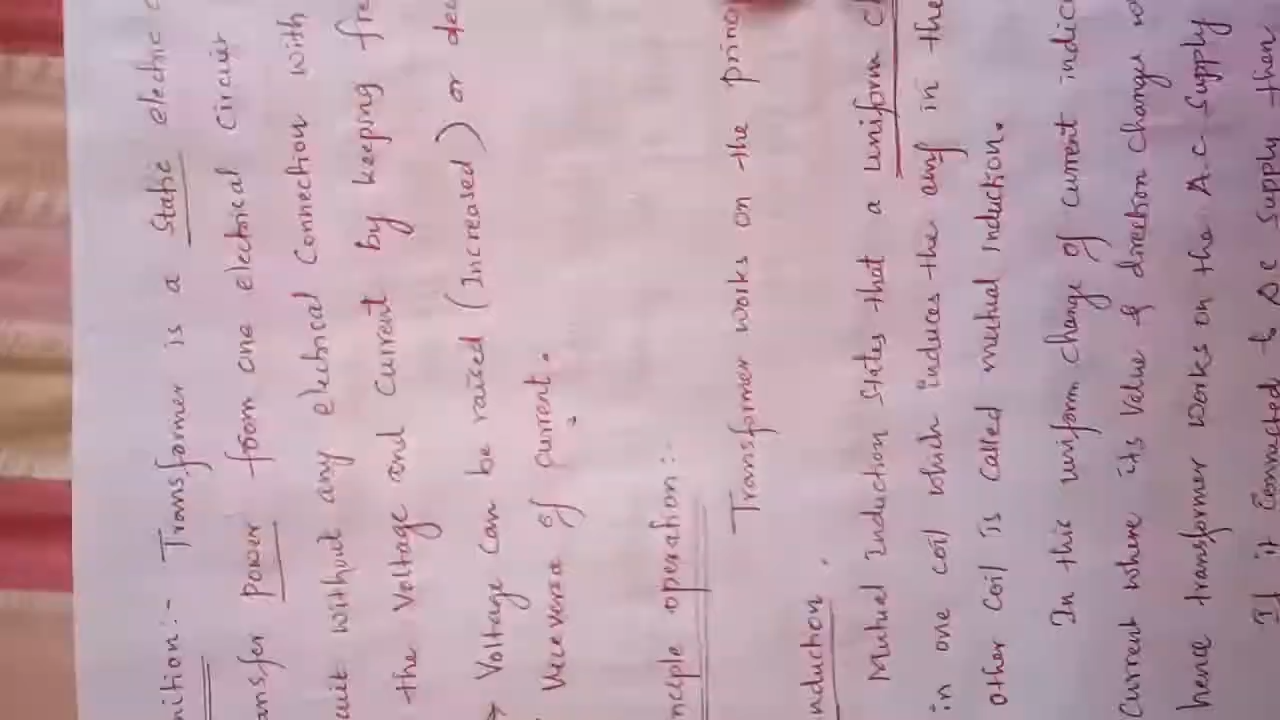 nition:- Transformer is a static electric
ansfer power from one electrical circuit
cuit without any electrical connection with
the Voltage and current by keeping fre
→ Voltage can be raised (Increased) or dec
Viceversa of current.
nciple operation:-
Transformer works on the princ
nduction.
Mutual induction states that a uniform ch
in one coil which induces the emf in the
other coil is called mutual induction.
In this uniform change of current indica
current where its value & direction changes w
hence transformer works on the A.C. Supply
If it connected to DC supply then